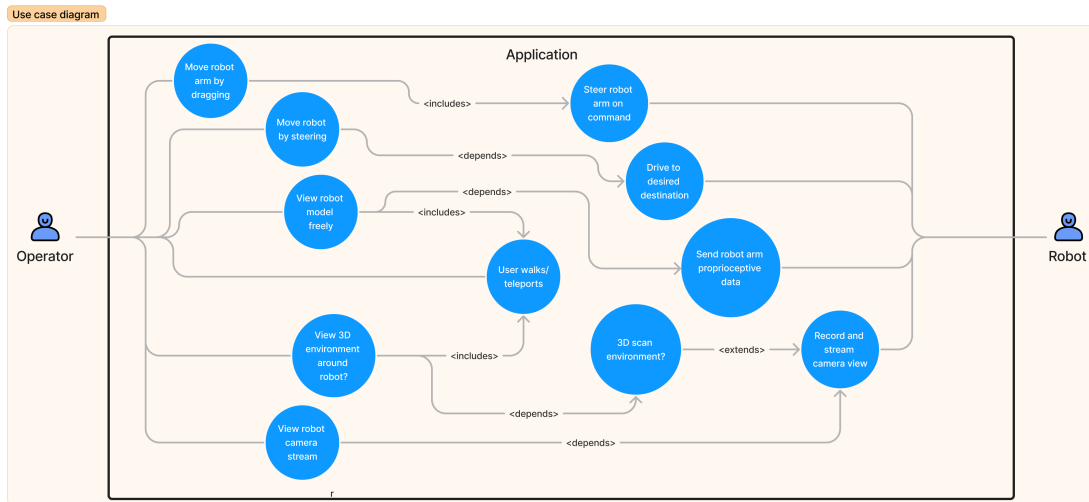 Use case diagram
Application
Move robot
arm by
dragging
<includes>
Steer robot
arm on
command
Move robot
by steering
<depends>
Drive to
desired
destination
View robot
model
freely
<depends>
<includes>
Operator
Robot
User walks/
teleports
Send robot arm
proprioceptive
data
View 3D
environment
around
robot?
<includes>
3D scan
environment?
<extends>
Record and
stream
camera view
<depends>
View robot
camera
stream
<depends>
r